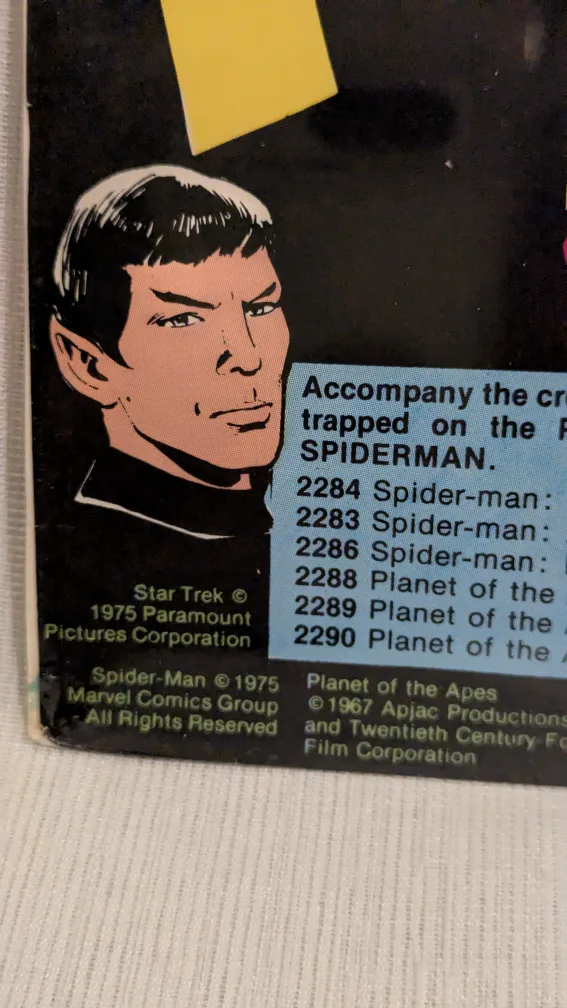 Accompany the
trapped on the
SPIDERMAN.
2284 Spider-man:
2283 Spider-man:
2286 Spider-man:
2288 Planet of the
2289 Planet of the
2290 Planet of the
Star Trek ©
1975 Paramount
Pictures Corporation
Spider-Man © 1975
Marvel Comics Group
All Rights Reserved
Planet of the Apes
© 1967 Apjac Productions
and Twentieth Century-
Film Corporation